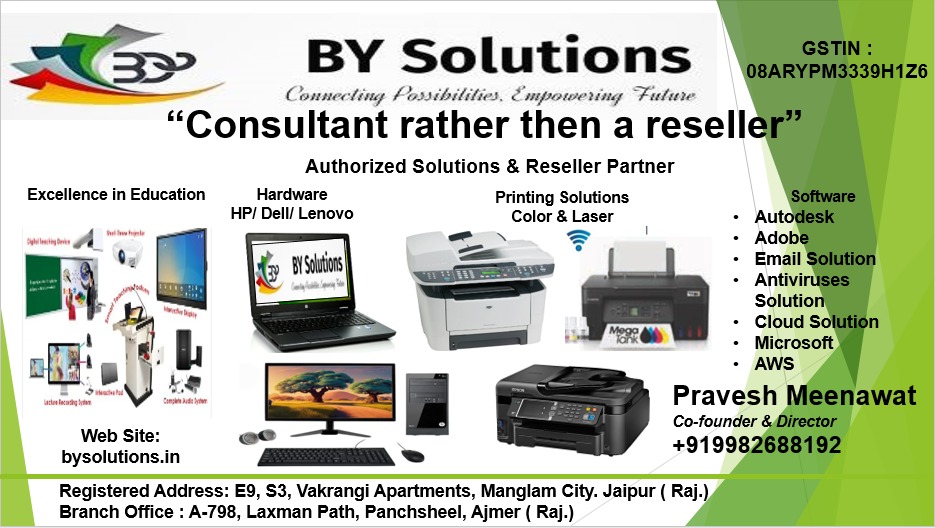 BY Solutions
Connecting Possibilities, Empowering Future
GSTIN :
08ARYPM3339H1Z6
“Consultant rather then a reseller”
Authorized Solutions & Reseller Partner
Excellence in Education
Digital Teaching Device
Short Throw Projector
Interactive Display
Lecture Recording System
Interactive Pad
Complete Audio System
Hardware
HP/ Dell/ Lenovo
BY Solutions
Connecting Possibilities, Empowering Future
Printing Solutions
Color & Laser
Mega
Tank
EPSON
Software
• Autodesk
• Adobe
• Email Solution
• Antiviruses
Solution
• Cloud Solution
• Microsoft
• AWS
Pravesh Meenawat
Co-founder & Director
+919982688192
Web Site:
bysolutions.in
Registered Address: E9, S3, Vakrangi Apartments, Manglam City. Jaipur ( Raj.)
Branch Office : A-798, Laxman Path, Panchsheel, Ajmer ( Raj.)